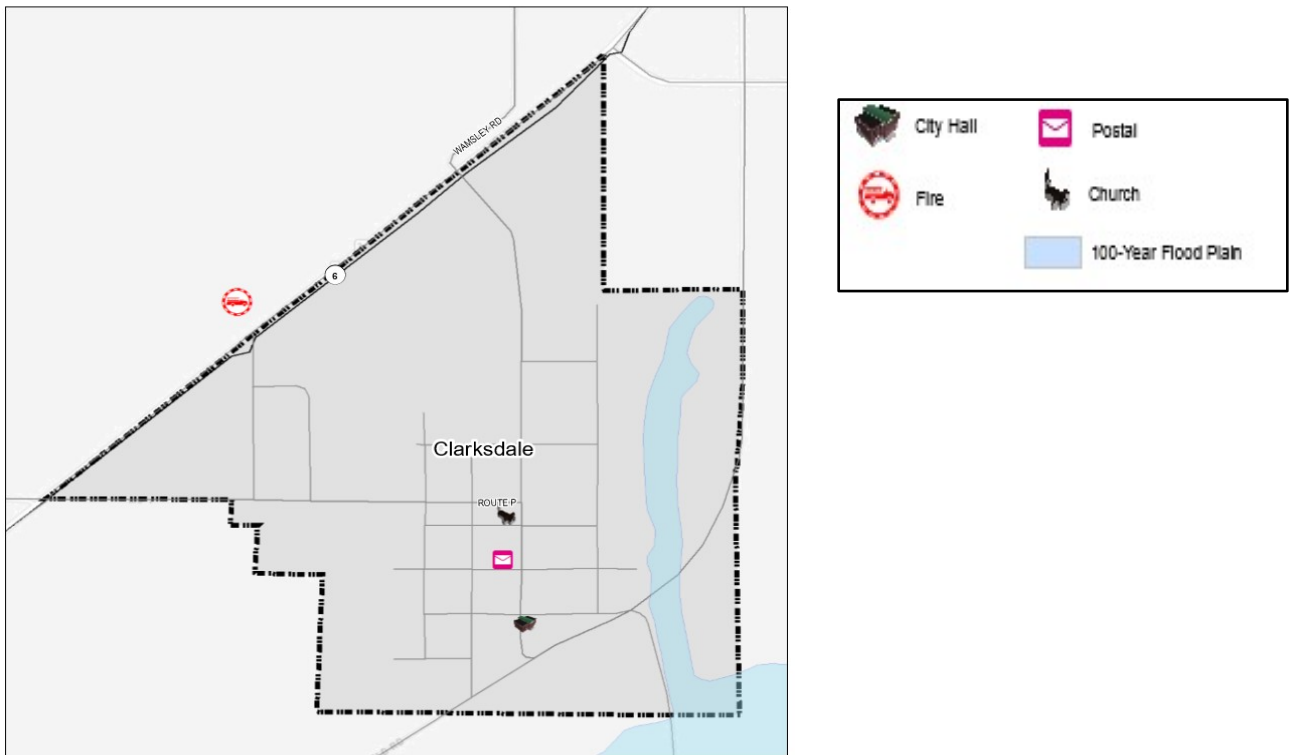 WAMSLEY RD
6
Clarksdale
ROUTE P
City Hall
Postal
Fire
Church
100-Year Flood Plain